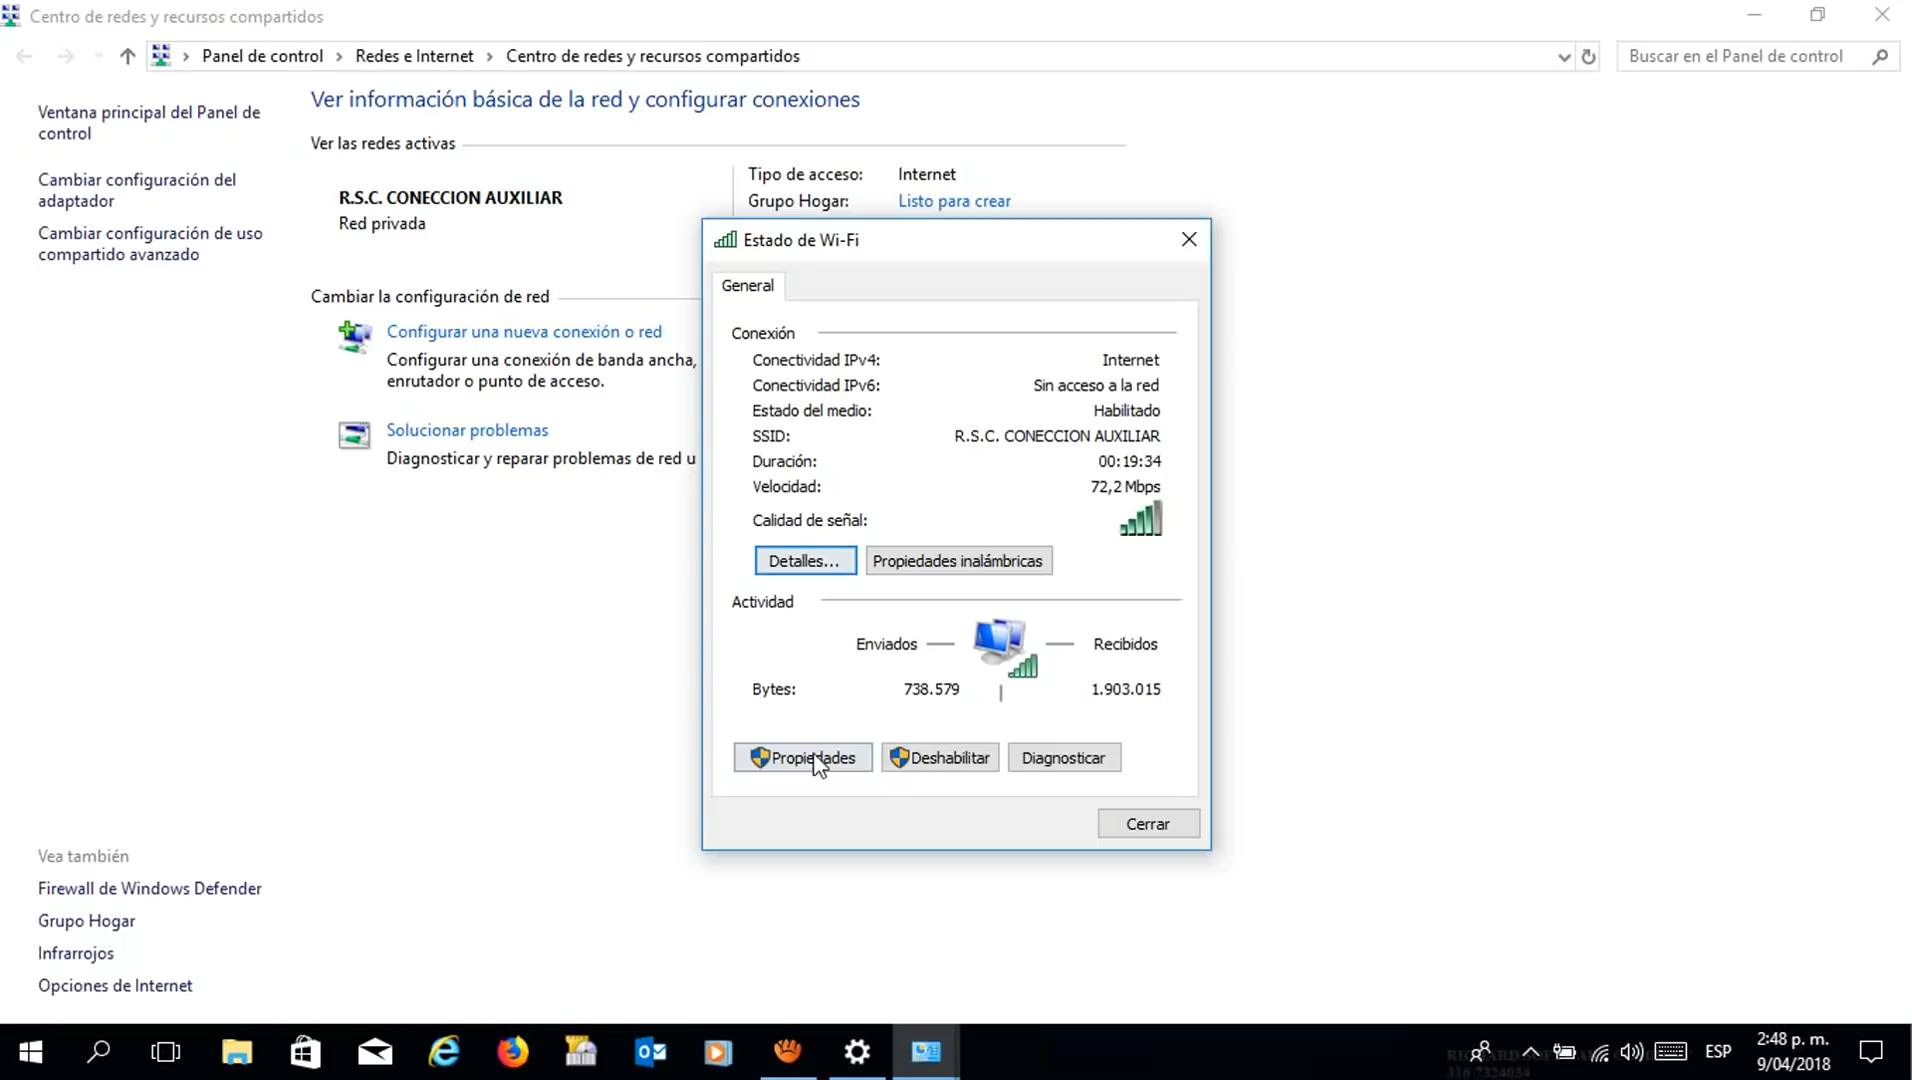 Centro de redes y recursos compartidos
Panel de control > Redes e Internet > Centro de redes y recursos compartidos
Buscar en el Panel de control
Ventana principal del Panel de
control
Cambiar configuración del
adaptador
Cambiar configuración de uso
compartido avanzado
Ver información básica de la red y configurar conexiones
Ver las redes activas
R.S.C. CONECCION AUXILIAR
Red privada
Tipo de acceso: Internet
Grupo Hogar: Listo para crear
Cambiar la configuración de red
Configurar una nueva conexión o red
Configurar una conexión de banda ancha,
enrutador o punto de acceso.
Solucionar problemas
Diagnosticar y reparar problemas de red u
Estado de Wi-Fi
General
Conexión
Conectividad IPv4: Internet
Conectividad IPv6: Sin acceso a la red
Estado del medio: Habilitado
SSID: R.S.C. CONECCION AUXILIAR
Duración: 00:19:34
Velocidad: 72,2 Mbps
Calidad de señal:
Detalles... Propiedades inalámbricas
Actividad
Enviados Recibidos
Bytes: 738.579 1.903.015
Propiedades Deshabilitar Diagnosticar
Cerrar
Vea también
Firewall de Windows Defender
Grupo Hogar
Infrarrojos
Opciones de Internet
ESP
2:48 p. m.
9/04/2018